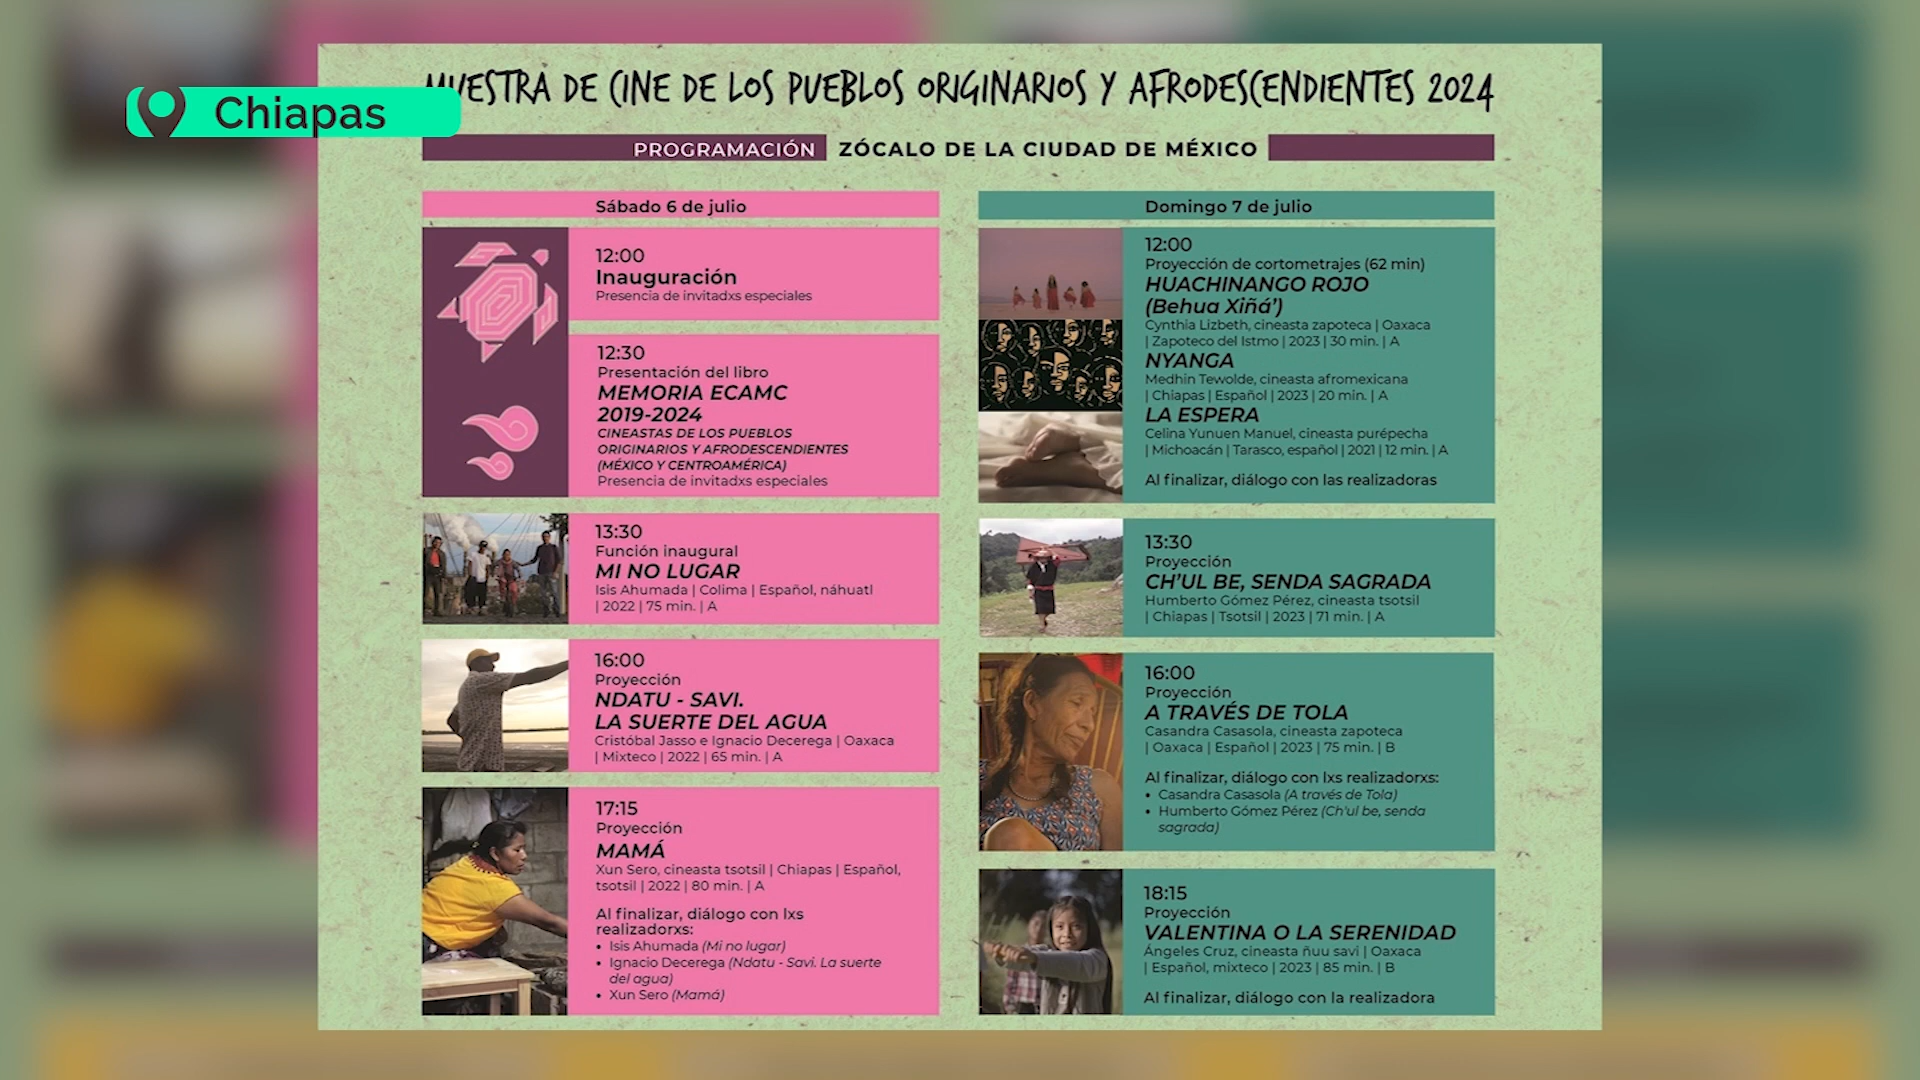 Chiapas
MUESTRA DE CINE DE LOS PUEBLOS ORIGINARIOS Y AFRODESCENDIENTES 2024
PROGRAMACIÓN ZÓCALO DE LA CIUDAD DE MÉXICO
Sábado 6 de julio
12:00
Inauguración
Presencia de invitadxs especiales
12:30
Presentación del libro
MEMORIA ECAMC
2019-2024
CINEASTAS DE LOS PUEBLOS
ORIGINARIOS Y AFRODESCENDIENTES
(MÉXICO Y CENTROAMÉRICA)
Presencia de invitadxs especiales
13:30
Función inaugural
MI NO LUGAR
Isis Ahumada | Colima | Español, náhuatl
| 2022 | 75 min. | A
16:00
Proyección
NDATU - SAVI.
LA SUERTE DEL AGUA
Cristóbal Jasso e Ignacio Decerega | Oaxaca
| Mixteco | 2022 | 65 min. | A
17:15
Proyección
MAMÁ
Xun Sero, cineasta tsotsil | Chiapas | Español,
tsotsil | 2022 | 80 min. | A
Al finalizar, diálogo con lxs
realizadorxs:
• Isis Ahumada (Mi no lugar)
• Ignacio Decerega (Ndatu - Savi. La suerte
del agua)
• Xun Sero (Mamá)
Domingo 7 de julio
12:00
Proyección de cortometrajes (62 min)
HUACHINANGO ROJO
(Behua Xiñá')
Cynthia Lizbeth, cineasta zapoteca | Oaxaca
| Zapoteco del Istmo | 2023 | 30 min. | A
NYANGA
Medhin Tewolde, cineasta afromexicana
| Chiapas | Español | 2023 | 20 min. | A
LA ESPERA
Celina Yunuen Manuel, cineasta purépecha
| Michoacán | Tarasco, español | 2021 | 12 min. | A
Al finalizar, diálogo con las realizadoras
13:30
Proyección
CH'UL BE, SENDA SAGRADA
Humberto Gómez Pérez, cineasta tsotsil
| Chiapas | Tsotsil | 2023 | 71 min. | A
16:00
Proyección
A TRAVÉS DE TOLA
Casandra Casasola, cineasta zapoteca
| Oaxaca | Español | 2023 | 75 min. | B
Al finalizar, diálogo con lxs realizadorxs:
• Casandra Casasola (A través de Tola)
• Humberto Gómez Pérez (Ch'ul be, senda
sagrada)
18:15
Proyección
VALENTINA O LA SERENIDAD
Ángeles Cruz, cineasta ñuu savi | Oaxaca
| Español, mixteco | 2023 | 85 min. | B
Al finalizar, diálogo con la realizadora